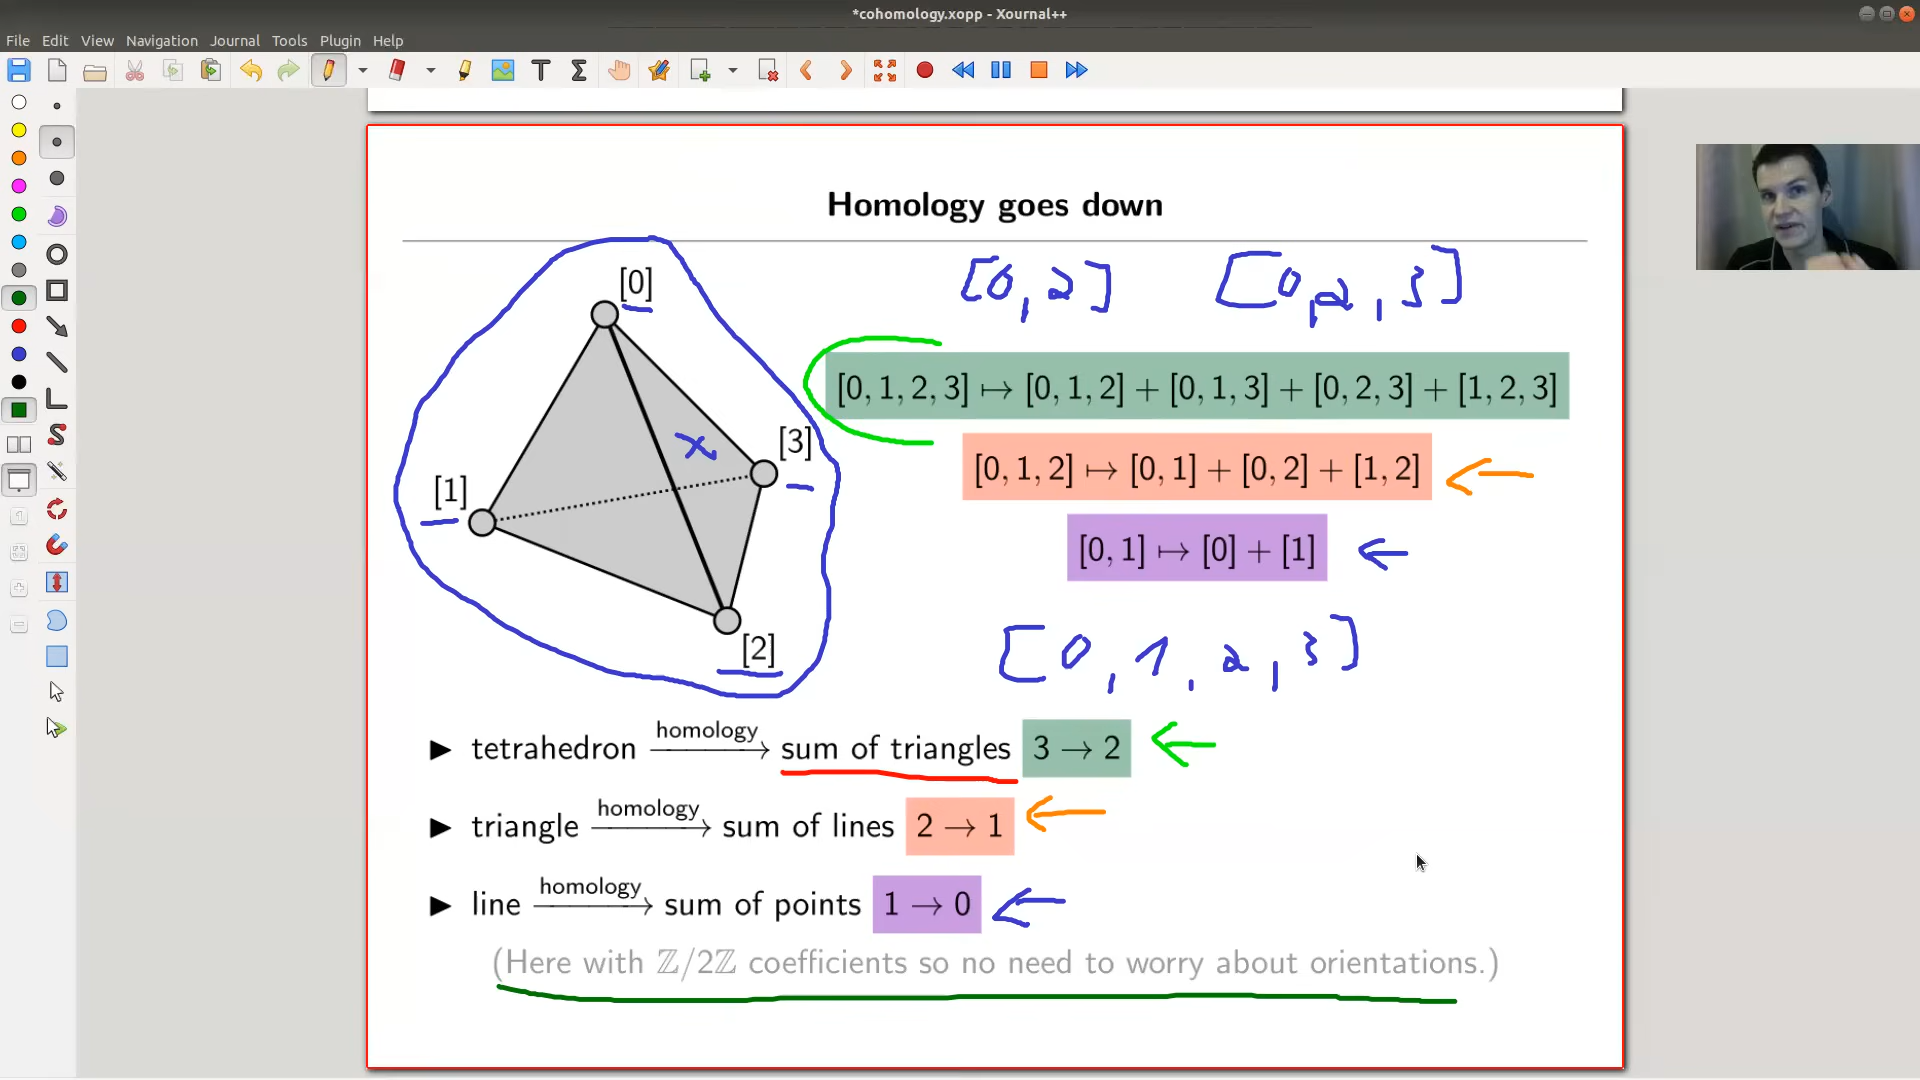 *cohomology.xopp - Xournal++
File Edit View Navigation Journal Tools Plugin Help
Homology goes down
[0]
[1]
[2]
[3]
x
[0,2] [0,2,3]
[0, 1, 2, 3] ↦ [0, 1, 2] + [0, 1, 3] + [0, 2, 3] + [1, 2, 3]
[0, 1, 2] ↦ [0, 1] + [0, 2] + [1, 2]
[0, 1] ↦ [0] + [1]
[0, 1, 2, 3]
▶ tetrahedron homology→ sum of triangles 3 → 2
▶ triangle homology→ sum of lines 2 → 1
▶ line homology→ sum of points 1 → 0
(Here with ℤ/2ℤ coefficients so no need to worry about orientations.)